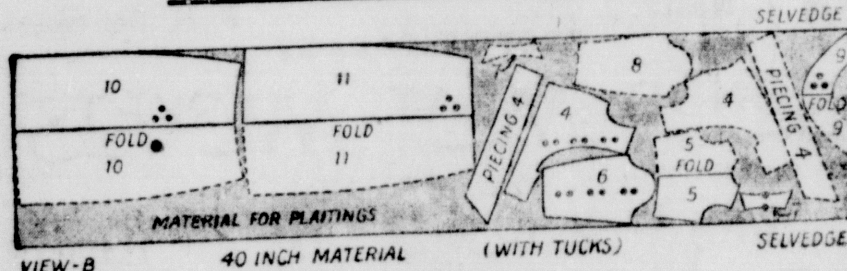 SELVEDGE
10
11
8
9
4
4
PIECING 4
PIECING 4
FOLD
FOLD
FOLD
5
FOLD
9
10
11
6
5
MATERIAL FOR PLAITINGS
VIEW-B
40 INCH MATERIAL
(WITH TUCKS)
SELVEDGE